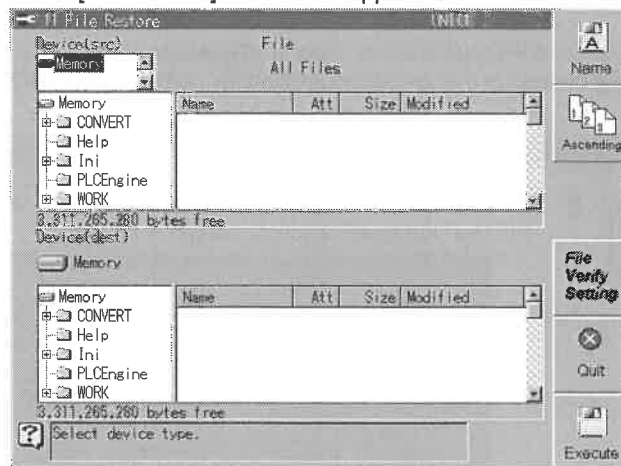 File Restore
Device(src)
File
Memory
All Files
Name
Memory
CONVERT
Help
Ini
PLCEngine
WORK
Name Att Size Modified
Ascending
3,311,265,280 bytes free
Device(dest)
Memory
File
Verify
Setting
Memory
CONVERT
Help
Ini
PLCEngine
WORK
Name Att Size Modified
Quit
3,311,265,280 bytes free
Select device type.
Execute